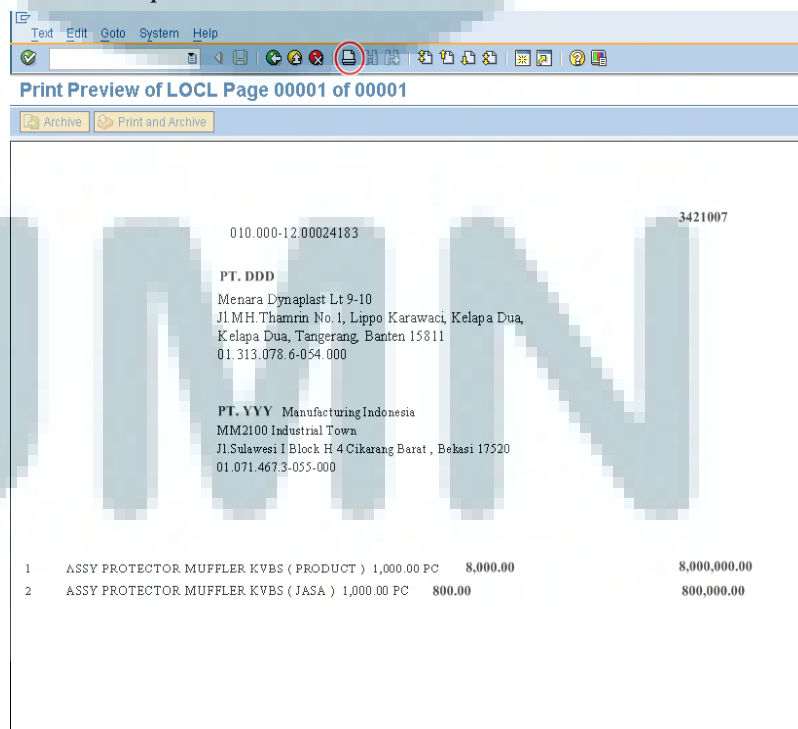 Text Edit Goto System Help
Print Preview of LOCL Page 00001 of 00001
Archive Print and Archive
3421007
010.000-12.00024183
PT. DDD
Menara Dynaplast Lt 9-10
Jl.MH.Thamrin No.1, Lippo Karawaci, Kelapa Dua,
Kelapa Dua, Tangerang, Banten 15811
01.313.078.6-054.000
PT. YYY Manufacturing Indonesia
MM2100 Industrial Town
Jl.Sulawesi I Block H 4 Cikarang Barat , Bekasi 17520
01.071.467.3-055-000
1 ASSY PROTECTOR MUFFLER KVBS ( PRODUCT ) 1,000.00 PC 8,000.00 8,000,000.00
2 ASSY PROTECTOR MUFFLER KVBS ( JASA ) 1,000.00 PC 800.00 800,000.00